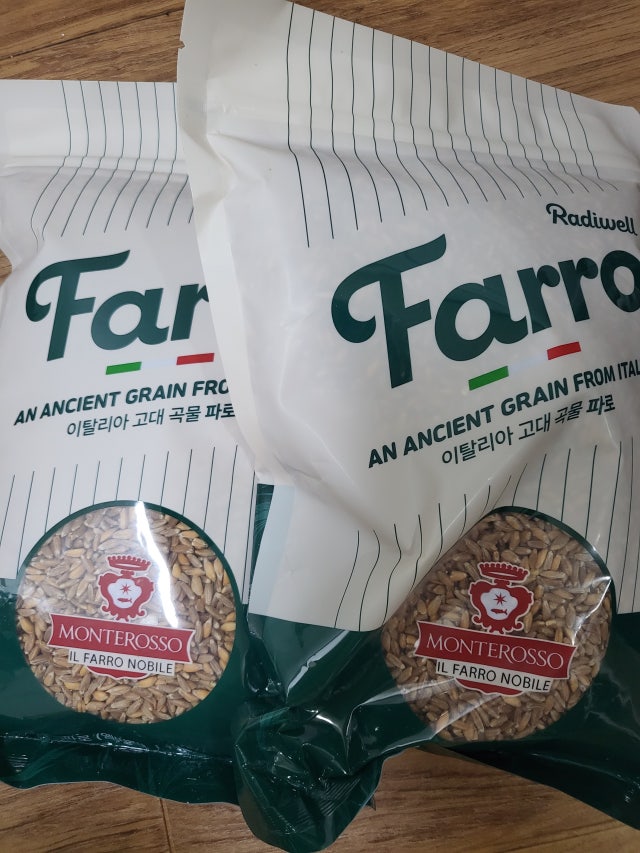 Far
AN ANCIENT GRAIN FRO
이탈리아 고대 곡물 파로
MONTEROSSO
IL FARRO NOBILE
Radiwell
Farro
AN ANCIENT GRAIN FROM ITAL
이탈리아 고대 곡물 파로
MONTEROSSO
IL FARRO NOBILE